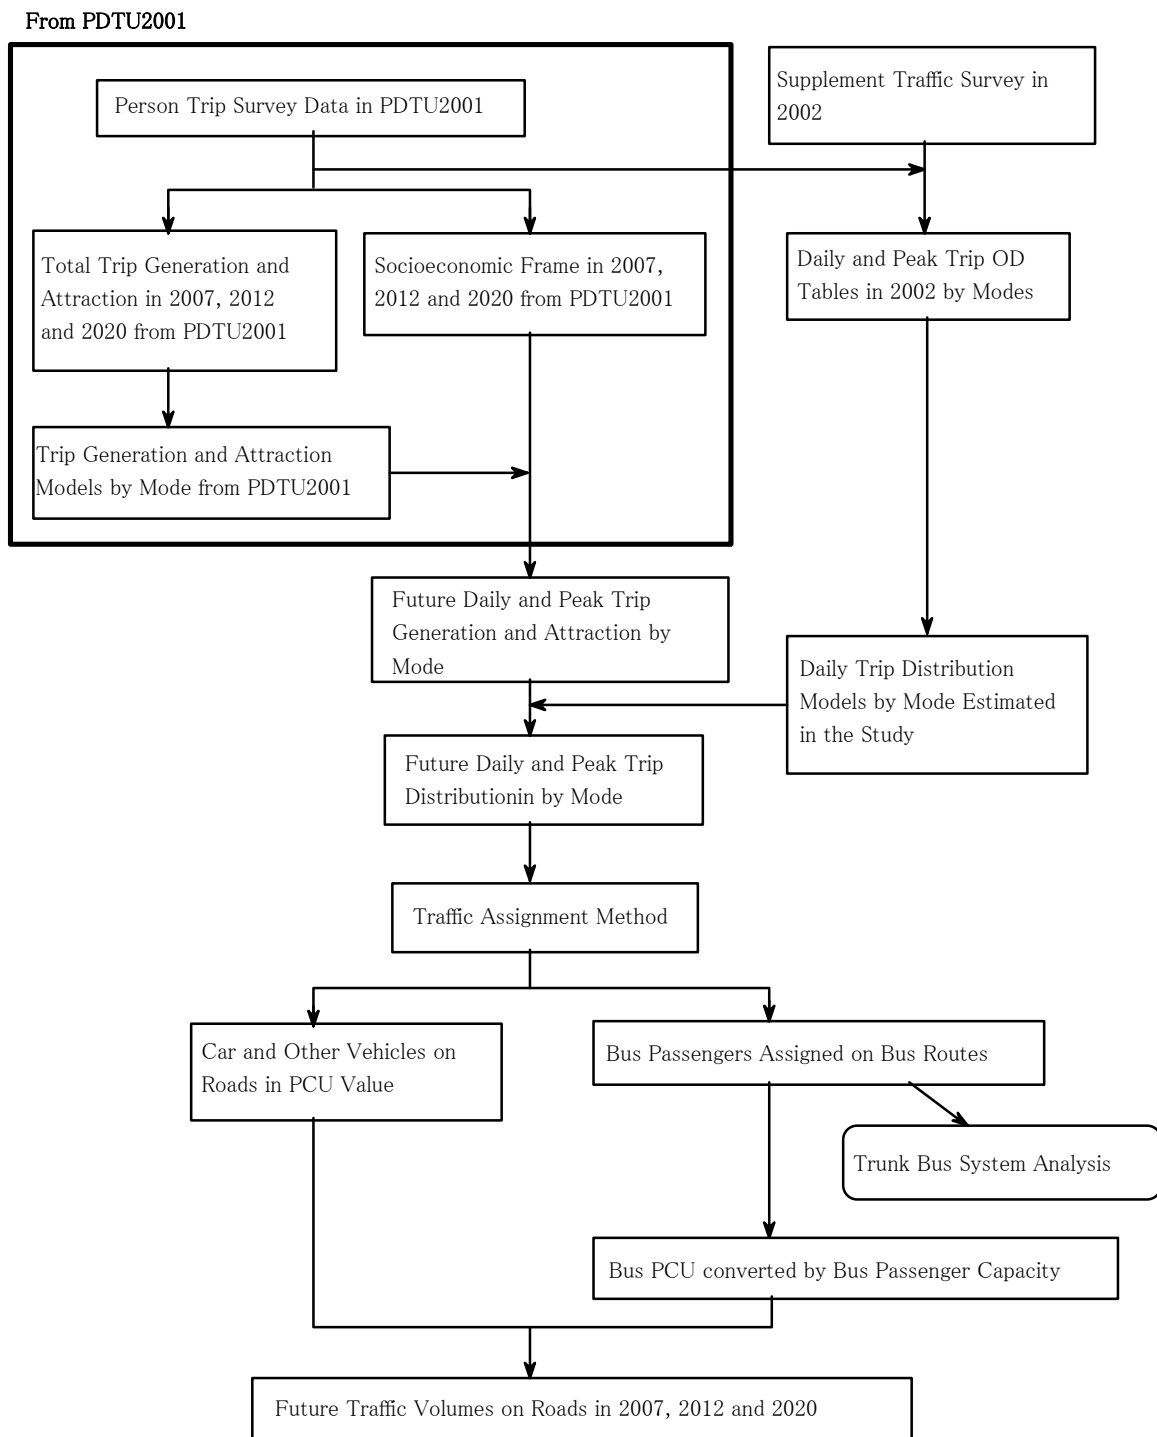 From PDTU2001
Person Trip Survey Data in PDTU2001
Supplement Traffic Survey in
2002
Total Trip Generation and
Attraction in 2007, 2012
and 2020 from PDTU2001
Socioeconomic Frame in 2007,
2012 and 2020 from PDTU2001
Daily and Peak Trip OD
Tables in 2002 by Modes
Trip Generation and Attraction
Models by Mode from PDTU2001
Future Daily and Peak Trip
Generation and Attraction by
Mode
Daily Trip Distribution
Models by Mode Estimated
in the Study
Future Daily and Peak Trip
Distributionin by Mode
Traffic Assignment Method
Car and Other Vehicles on
Roads in PCU Value
Bus Passengers Assigned on Bus Routes
Trunk Bus System Analysis
Bus PCU converted by Bus Passenger Capacity
Future Traffic Volumes on Roads in 2007, 2012 and 2020